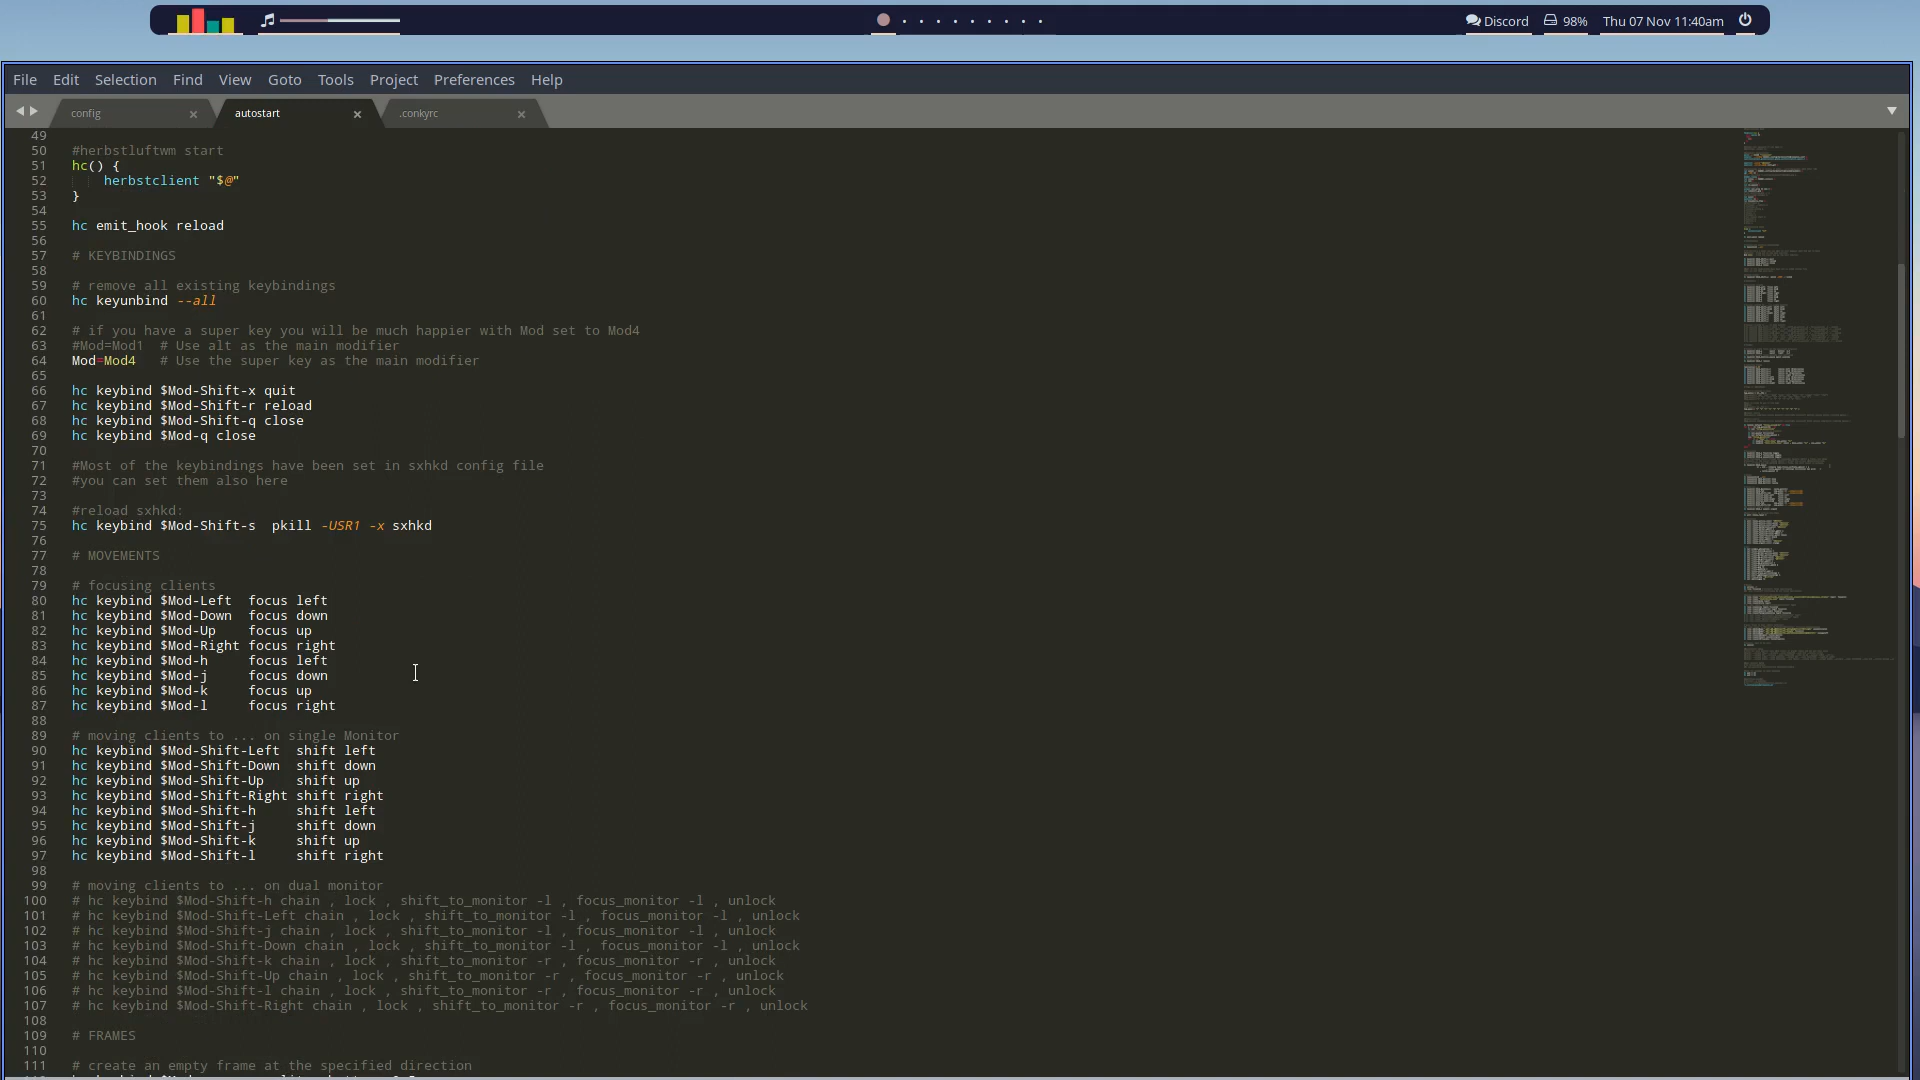 Discord 98% Thu 07 Nov 11:40am
File Edit Selection Find View Goto Tools Project Preferences Help
config × autostart × .conkyrc ×
49
50 #herbstluftwm start
51 hc() {
52     herbstclient "$@"
53 }
54
55 hc emit_hook reload
56
57 # KEYBINDINGS
58
59 # remove all existing keybindings
60 hc keyunbind --all
61
62 # if you have a super key you will be much happier with Mod set to Mod4
63 #Mod=Mod1  # Use alt as the main modifier
64 Mod=Mod4   # Use the super key as the main modifier
65
66 hc keybind $Mod-Shift-x quit
67 hc keybind $Mod-Shift-r reload
68 hc keybind $Mod-Shift-q close
69 hc keybind $Mod-q close
70
71 #Most of the keybindings have been set in sxhkd config file
72 #you can set them also here
73
74 #reload sxhkd:
75 hc keybind $Mod-Shift-s  pkill -USR1 -x sxhkd
76
77 # MOVEMENTS
78
79 # focusing clients
80 hc keybind $Mod-Left  focus left
81 hc keybind $Mod-Down  focus down
82 hc keybind $Mod-Up    focus up
83 hc keybind $Mod-Right focus right
84 hc keybind $Mod-h     focus left
85 hc keybind $Mod-j     focus down
86 hc keybind $Mod-k     focus up
87 hc keybind $Mod-l     focus right
88
89 # moving clients to ... on single Monitor
90 hc keybind $Mod-Shift-Left  shift left
91 hc keybind $Mod-Shift-Down  shift down
92 hc keybind $Mod-Shift-Up    shift up
93 hc keybind $Mod-Shift-Right shift right
94 hc keybind $Mod-Shift-h     shift left
95 hc keybind $Mod-Shift-j     shift down
96 hc keybind $Mod-Shift-k     shift up
97 hc keybind $Mod-Shift-l     shift right
98
99 # moving clients to ... on dual monitor
100 # hc keybind $Mod-Shift-h chain , lock , shift_to_monitor -l , focus_monitor -l , unlock
101 # hc keybind $Mod-Shift-Left chain , lock , shift_to_monitor -l , focus_monitor -l , unlock
102 # hc keybind $Mod-Shift-j chain , lock , shift_to_monitor -l , focus_monitor -l , unlock
103 # hc keybind $Mod-Shift-Down chain , lock , shift_to_monitor -l , focus_monitor -l , unlock
104 # hc keybind $Mod-Shift-k chain , lock , shift_to_monitor -r , focus_monitor -r , unlock
105 # hc keybind $Mod-Shift-Up chain , lock , shift_to_monitor -r , focus_monitor -r , unlock
106 # hc keybind $Mod-Shift-l chain , lock , shift_to_monitor -r , focus_monitor -r , unlock
107 # hc keybind $Mod-Shift-Right chain , lock , shift_to_monitor -r , focus_monitor -r , unlock
108
109 # FRAMES
110
111 # create an empty frame at the specified direction